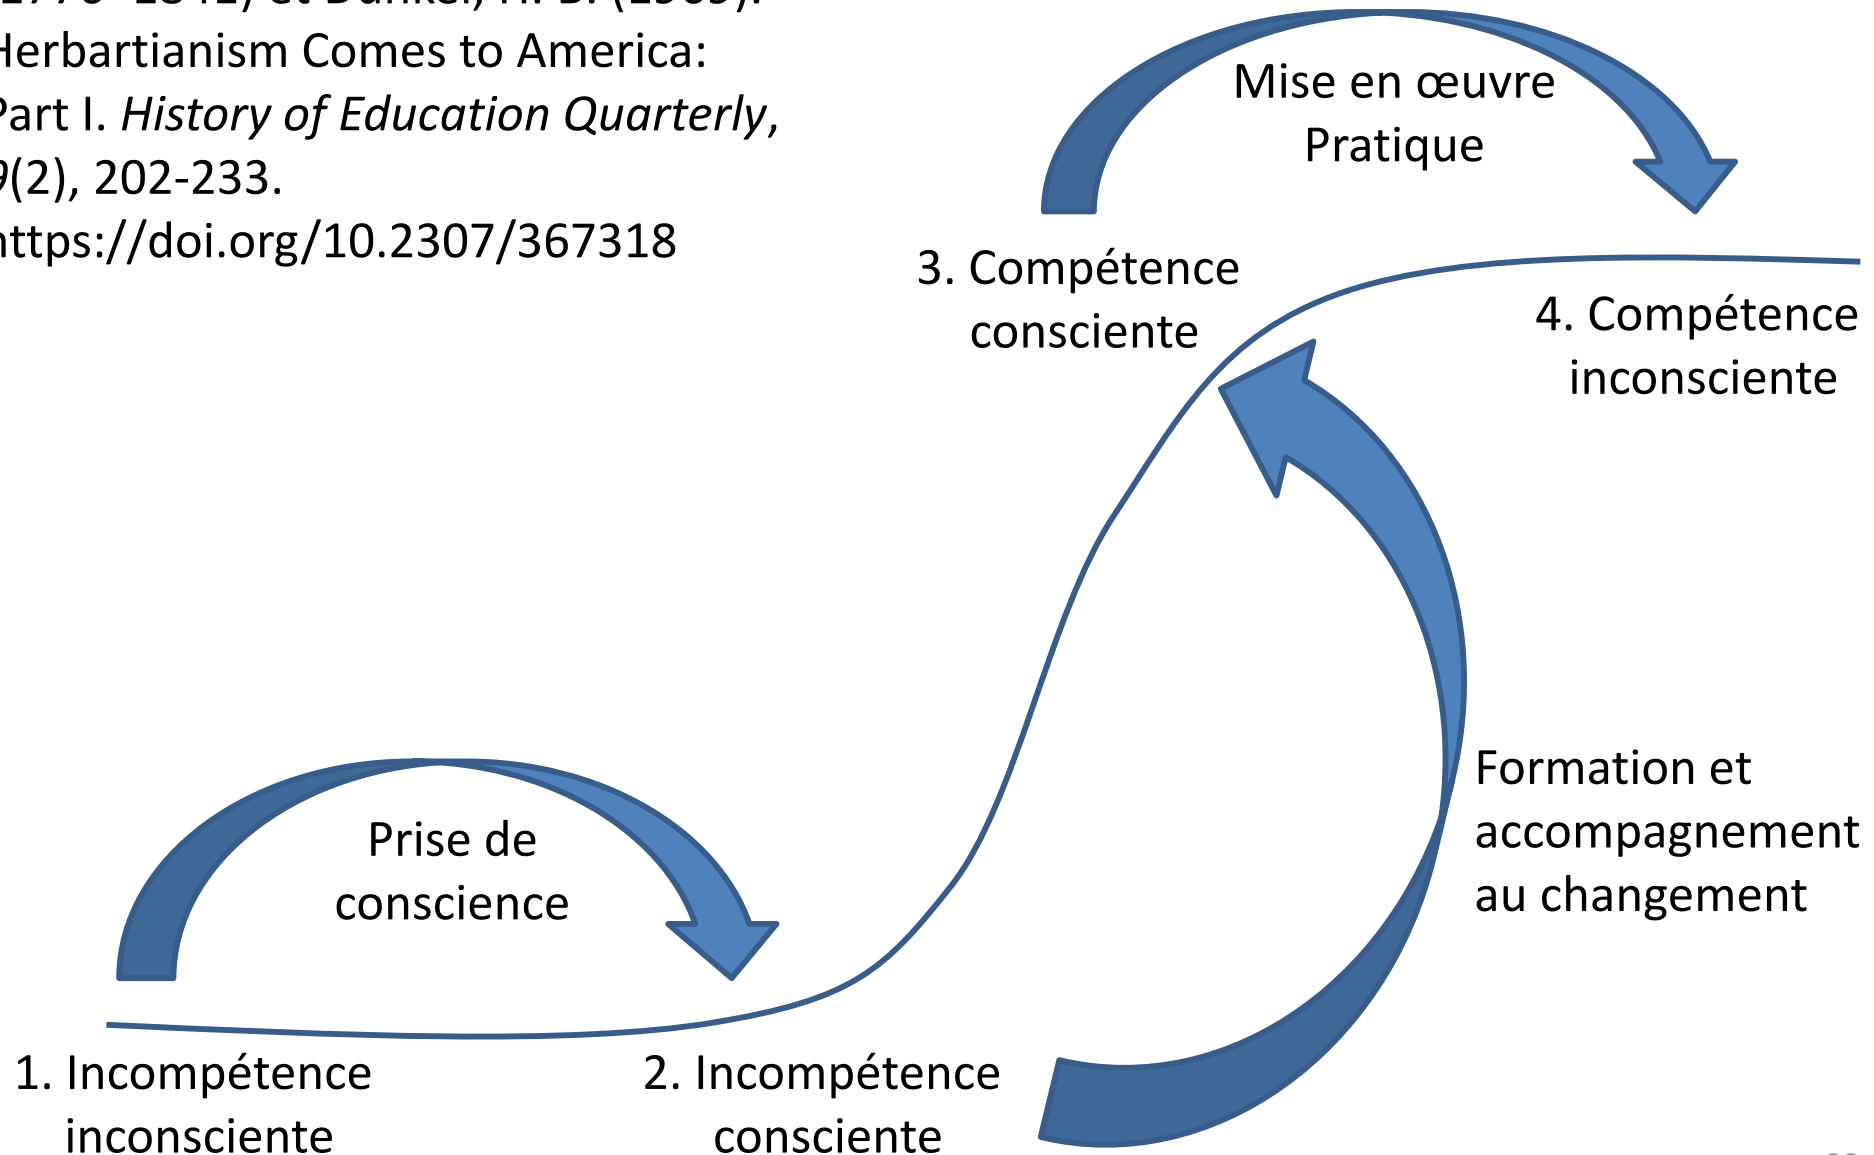 et Dunkel, H. B.
Herbartianism Comes to America:
Part I. History of Education Quarterly,
9(2), 202-233.
https://doi.org/10.2307/367318
Mise en œuvre
Pratique
3. Compétence
consciente
4. Compétence
inconsciente
Formation et
accompagnement
au changement
Prise de
conscience
1. Incompétence
inconsciente
2. Incompétence
consciente